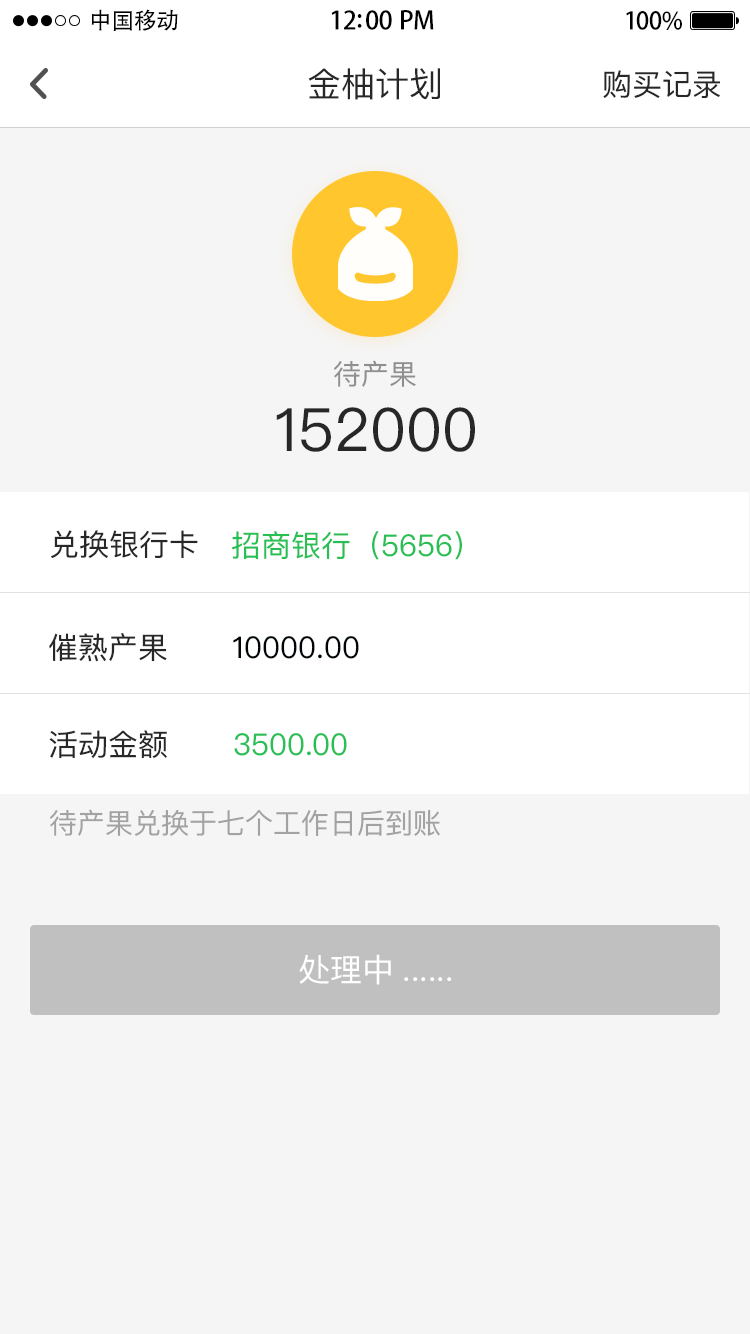 中国移动 12:00 PM 100%
金柚计划 购买记录
待产果
152000
兑换银行卡 招商银行（5656）
催熟产果 10000.00
活动金额 3500.00
待产果兑换于七个工作日后到账
处理中 ......